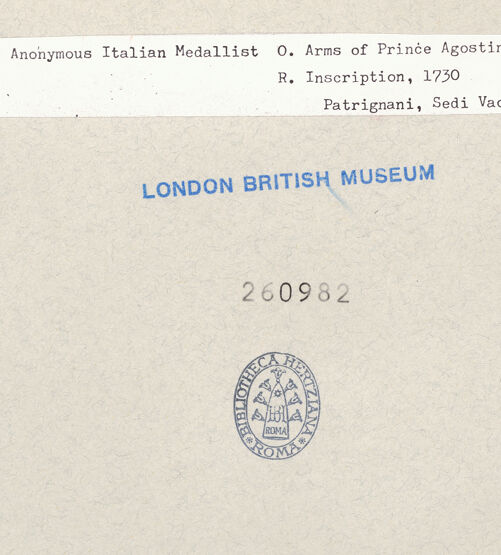 Anonymous Italian Medallist O. Arms of Prince Agostin
R. Inscription, 1730
Patrignani, Sedi Vac
LONDON BRITISH MUSEUM
260982
BIBLIOTHECA HERTZIANA
ROMA
* ROMA *